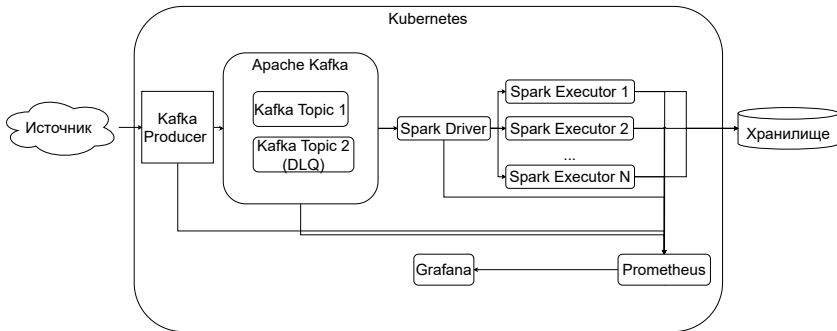 Kubernetes
Apache Kafka
Источник
Kafka
Producer
Kafka Topic 1
Kafka Topic 2
(DLQ)
Spark Driver
Spark Executor 1
Spark Executor 2
...
Spark Executor N
Хранилище
Grafana
Prometheus